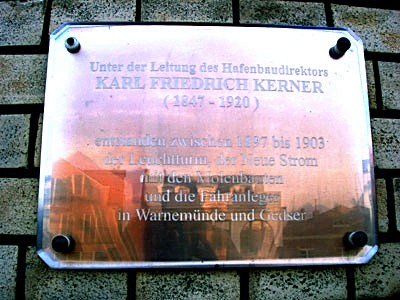 Unter der Leitung des Hafenbaudirektors
KARL FRIEDRICH KERNER
( 1847 - 1920 )
entstanden zwischen 1897 bis 1903
der Leuchtturm, der Neue Strom
mit den Molenbauten
und die Fähranleger
in Warnemünde und Gedser